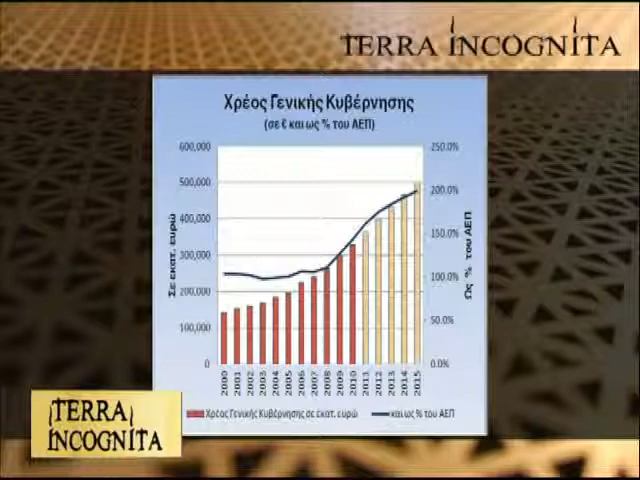 TERRA INCOGNITA
Χρέος Γενικής Κυβέρνησης
(σε € και ως % του ΑΕΠ)
600,000
500,000
400,000
300,000
200,000
100,000
0
Σε εκατ. ευρώ
250.0%
200.0%
150.0%
100.0%
50.0%
0.0%
Ως % του ΑΕΠ
2000 2001 2002 2003 2004 2005 2006 2007 2008 2009 2010 2011 2012 2013 2014 2015
Χρέος Γενικής Κυβέρνησης σε εκατ. ευρώ
και ως % του ΑΕΠ
TERRA
INCOGNITA